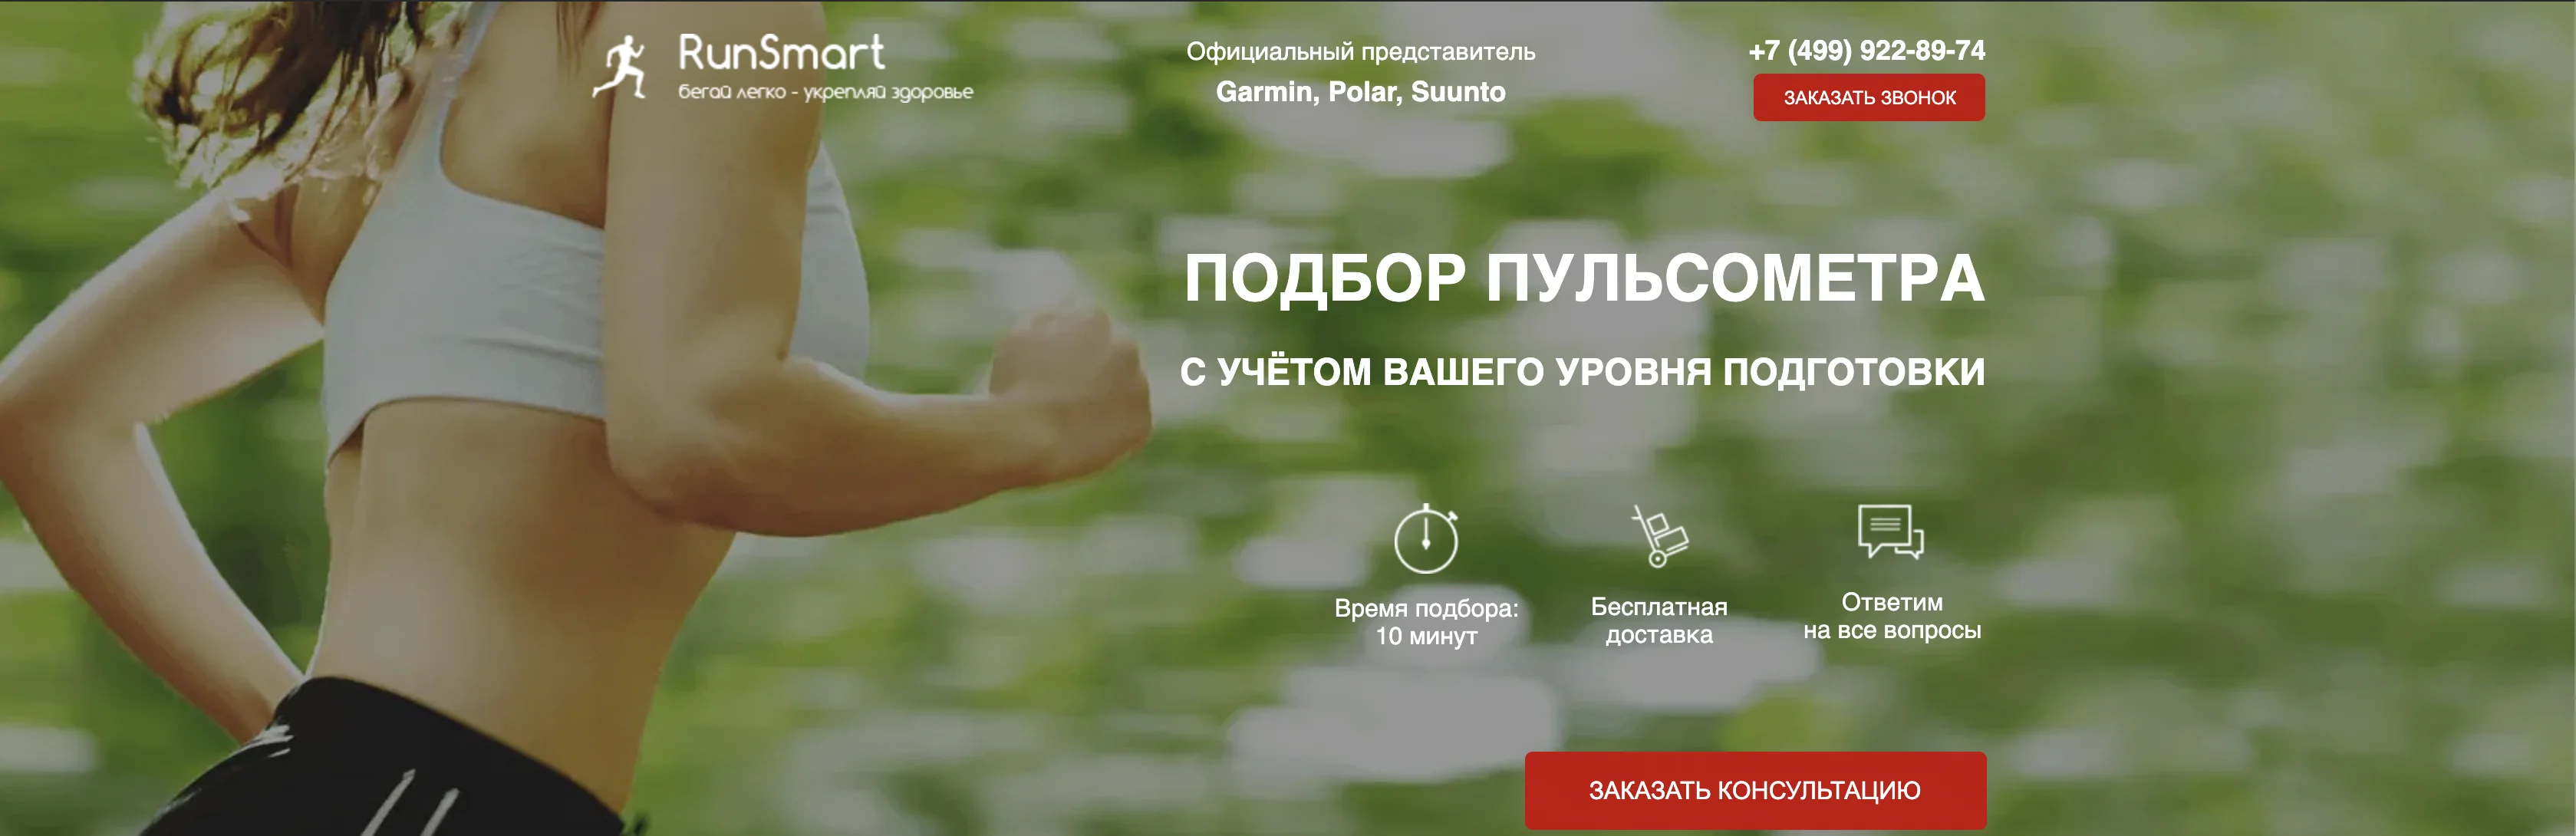 RunSmart
бегай легко - укрепляй здоровье
Официальный представитель
Garmin, Polar, Suunto
+7 (499) 922-89-74
ЗАКАЗАТЬ ЗВОНОК
ПОДБОР ПУЛЬСОМЕТРА
С УЧЁТОМ ВАШЕГО УРОВНЯ ПОДГОТОВКИ
Время подбора:
10 минут
Бесплатная
доставка
Ответим
на все вопросы
ЗАКАЗАТЬ КОНСУЛЬТАЦИЮ